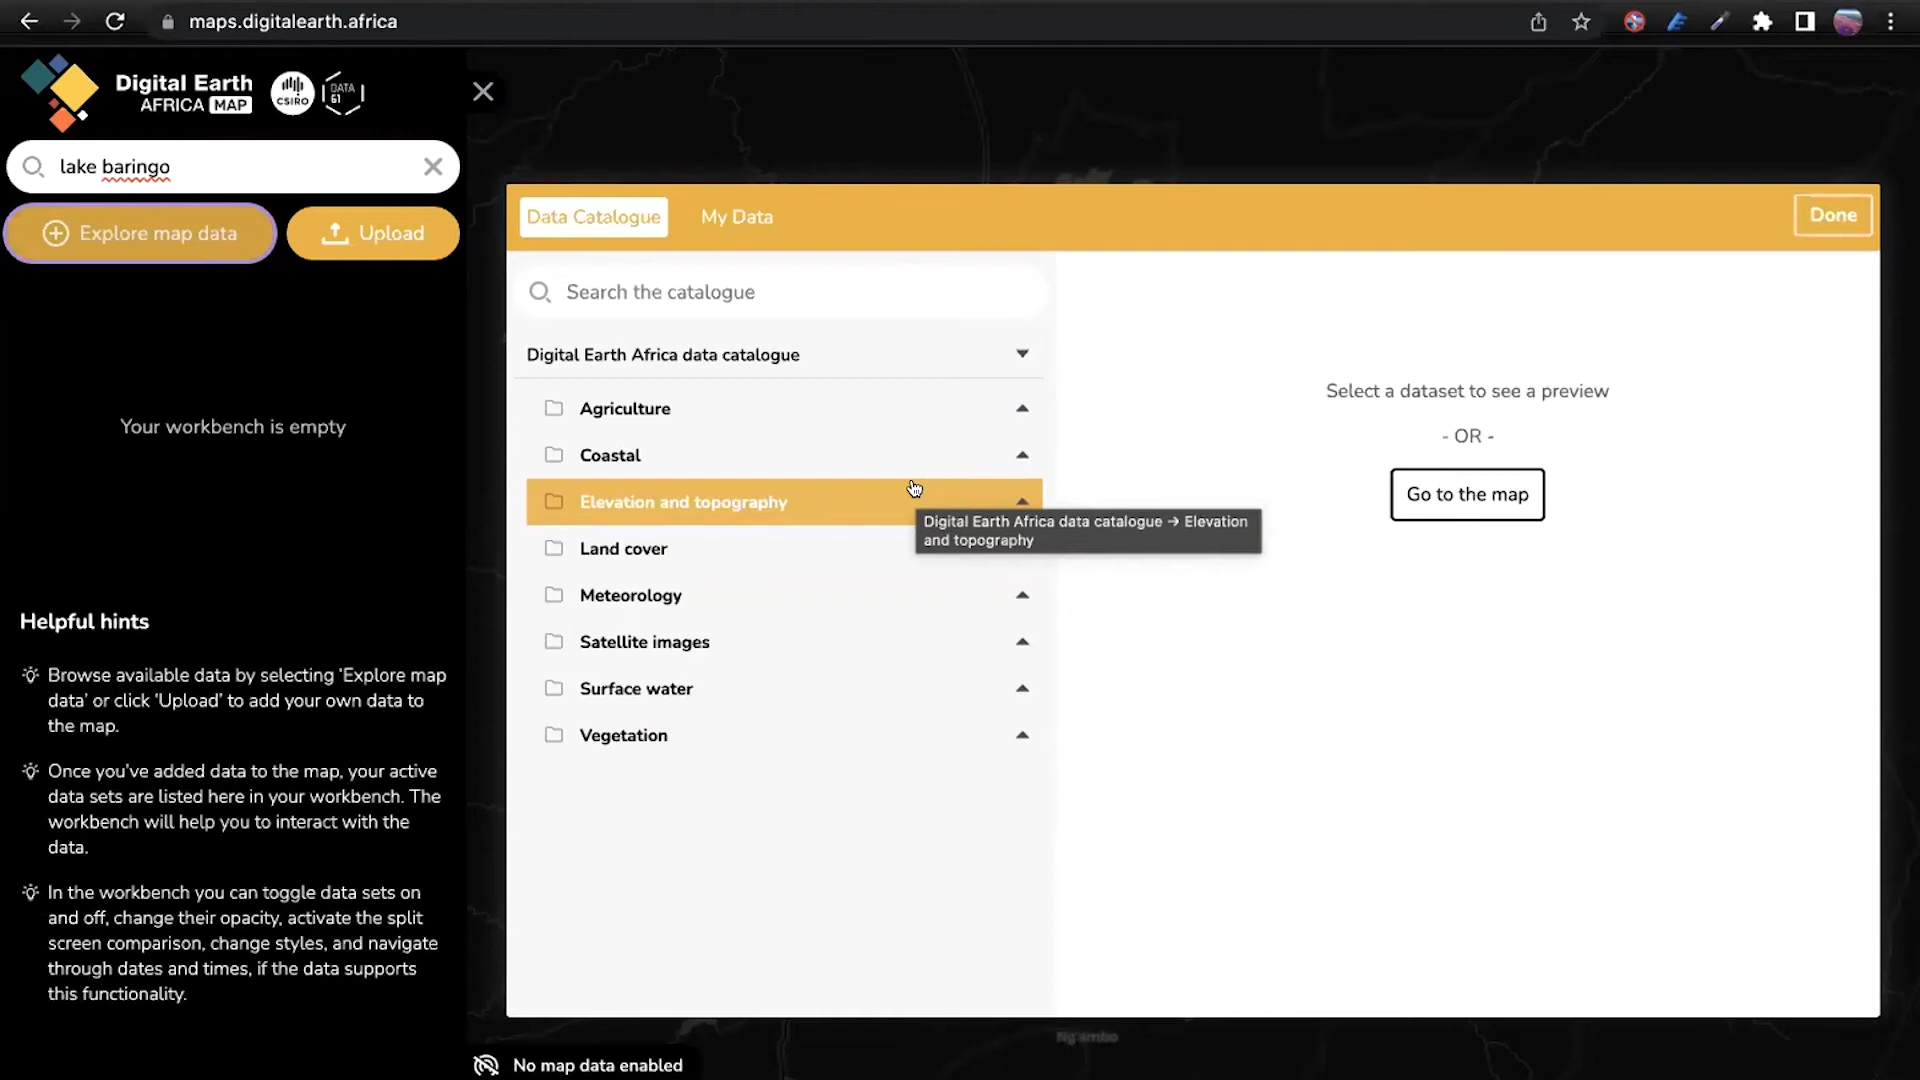 maps.digitalearth.africa
Digital Earth
AFRICA MAP
CSIRO
DATA
61
lake baringo
Explore map data
Upload
Your workbench is empty
Helpful hints
Browse available data by selecting 'Explore map
data' or click 'Upload' to add your own data to
the map.
Once you've added data to the map, your active
data sets are listed here in your workbench. The
workbench will help you to interact with the
data.
In the workbench you can toggle data sets on
and off, change their opacity, activate the split
screen comparison, change styles, and navigate
through dates and times, if the data supports
this functionality.
Data Catalogue
My Data
Done
Search the catalogue
Digital Earth Africa data catalogue
Agriculture
Coastal
Elevation and topography
Digital Earth Africa data catalogue → Elevation
and topography
Land cover
Meteorology
Satellite images
Surface water
Vegetation
Select a dataset to see a preview
- OR -
Go to the map
Ng'ambo
No map data enabled